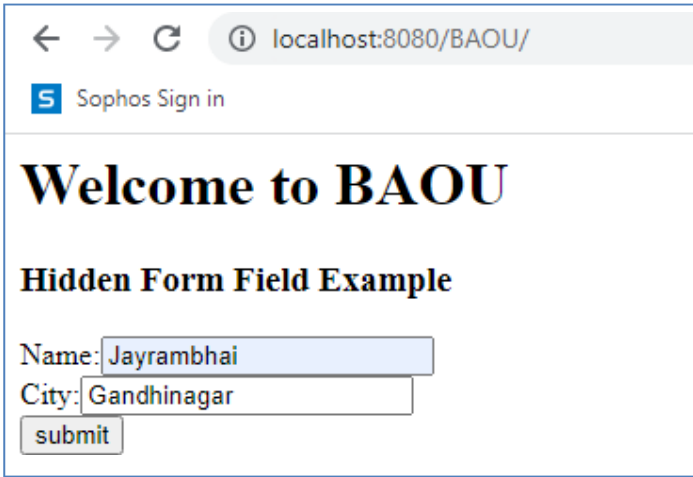 localhost:8080/BAOU/
S Sophos Sign in
Welcome to BAOU
Hidden Form Field Example
Name: Jayrambhai
City: Gandhinagar
submit